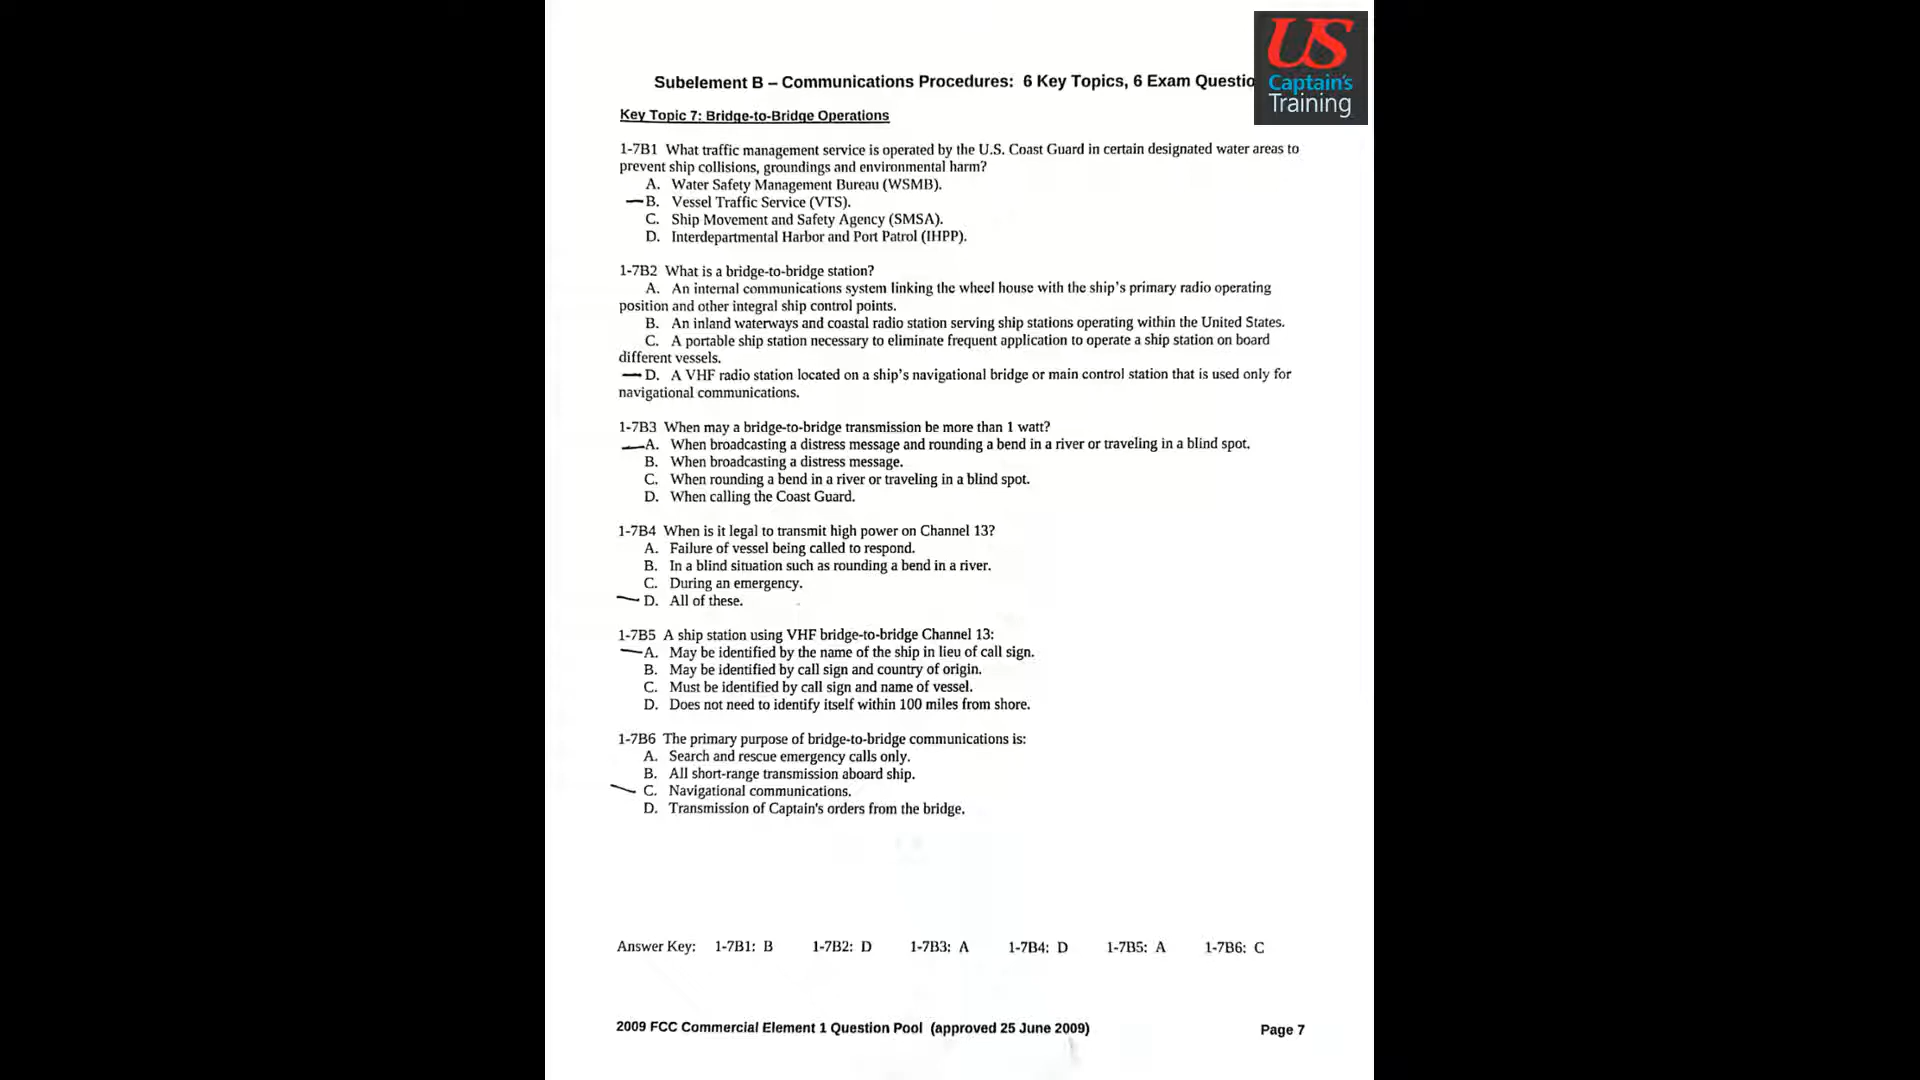 US
Captain's
Training
Subelement B – Communications Procedures: 6 Key Topics, 6 Exam Questio
Key Topic 7: Bridge-to-Bridge Operations
1-7B1 What traffic management service is operated by the U.S. Coast Guard in certain designated water areas to
prevent ship collisions, groundings and environmental harm?
A. Water Safety Management Bureau (WSMB).
B. Vessel Traffic Service (VTS).
C. Ship Movement and Safety Agency (SMSA).
D. Interdepartmental Harbor and Port Patrol (IHPP).
1-7B2 What is a bridge-to-bridge station?
A. An internal communications system linking the wheel house with the ship's primary radio operating
position and other integral ship control points.
B. An inland waterways and coastal radio station serving ship stations operating within the United States.
C. A portable ship station necessary to eliminate frequent application to operate a ship station on board
different vessels.
D. A VHF radio station located on a ship's navigational bridge or main control station that is used only for
navigational communications.
1-7B3 When may a bridge-to-bridge transmission be more than 1 watt?
A. When broadcasting a distress message and rounding a bend in a river or traveling in a blind spot.
B. When broadcasting a distress message.
C. When rounding a bend in a river or traveling in a blind spot.
D. When calling the Coast Guard.
1-7B4 When is it legal to transmit high power on Channel 13?
A. Failure of vessel being called to respond.
B. In a blind situation such as rounding a bend in a river.
C. During an emergency.
D. All of these.
1-7B5 A ship station using VHF bridge-to-bridge Channel 13:
A. May be identified by the name of the ship in lieu of call sign.
B. May be identified by call sign and country of origin.
C. Must be identified by call sign and name of vessel.
D. Does not need to identify itself within 100 miles from shore.
1-7B6 The primary purpose of bridge-to-bridge communications is:
A. Search and rescue emergency calls only.
B. All short-range transmission aboard ship.
C. Navigational communications.
D. Transmission of Captain's orders from the bridge.
Answer Key: 1-7B1: B 1-7B2: D 1-7B3: A 1-7B4: D 1-7B5: A 1-7B6: C
2009 FCC Commercial Element 1 Question Pool (approved 25 June 2009) Page 7